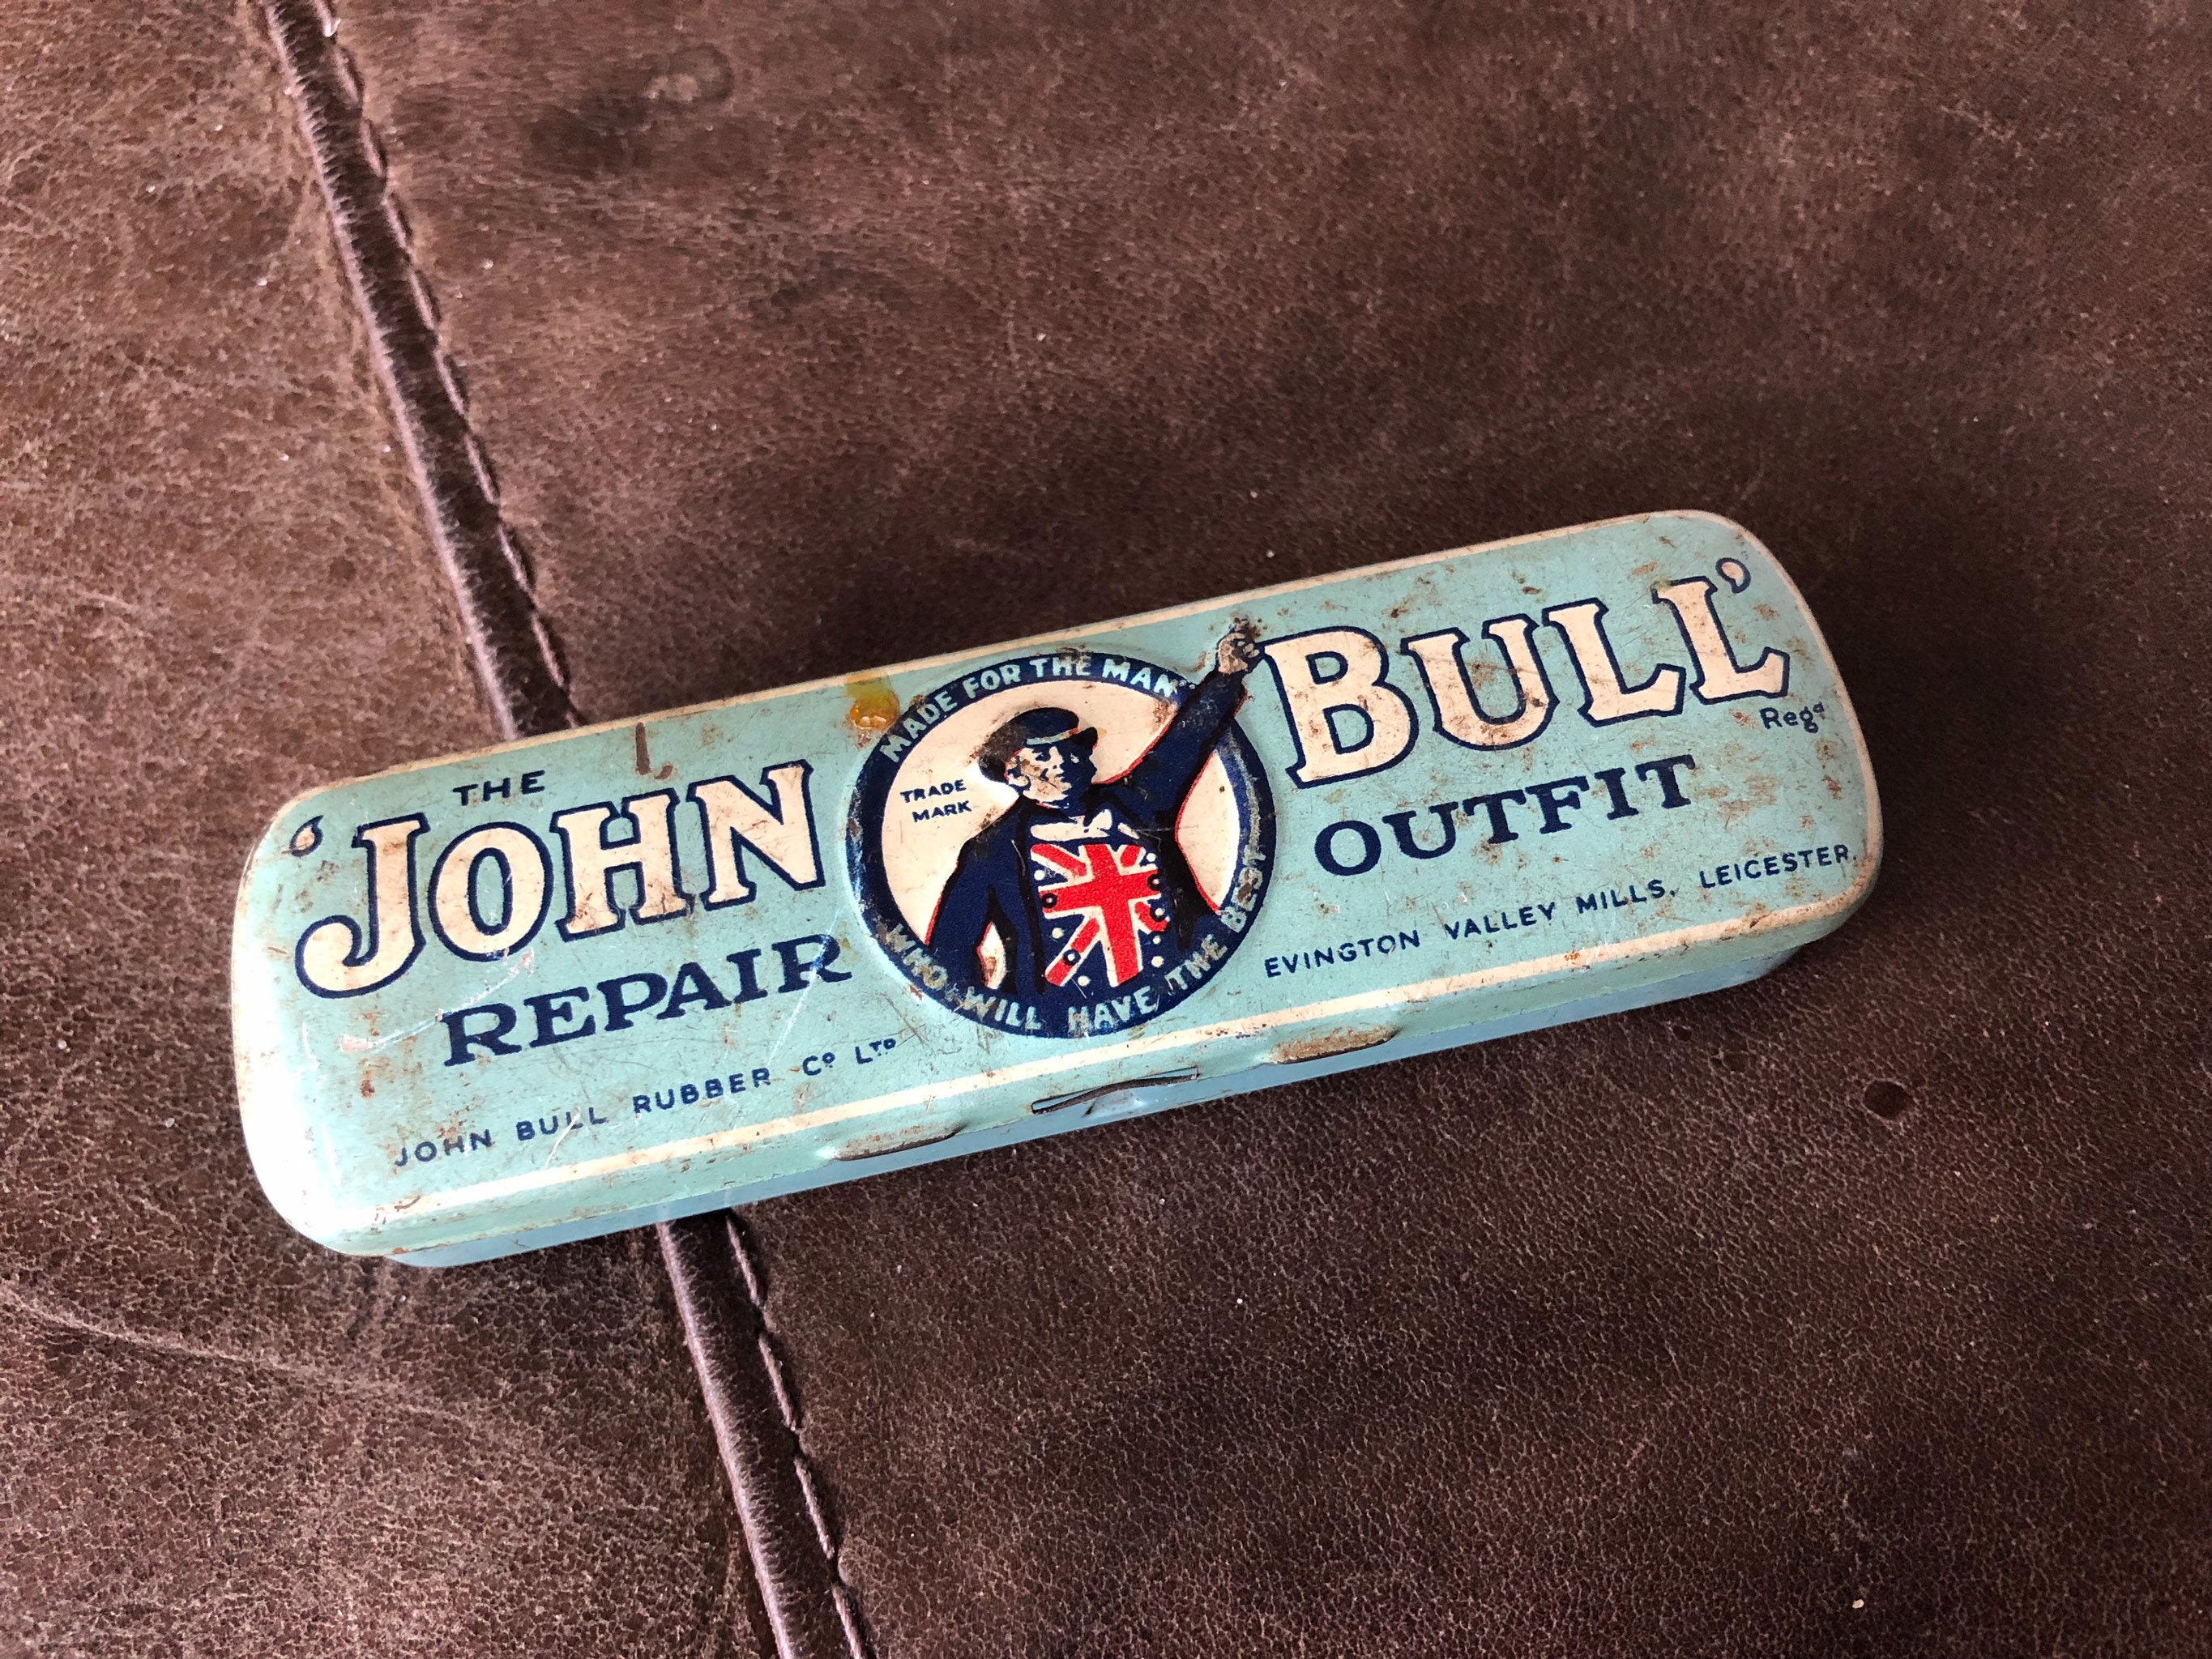 THE
'JOHN BULL'
Regd
REPAIR OUTFIT
MADE FOR THE MAN
WHO WILL HAVE THE BEST
TRADE
MARK
JOHN BULL RUBBER Co LTD EVINGTON VALLEY MILLS, LEICESTER.